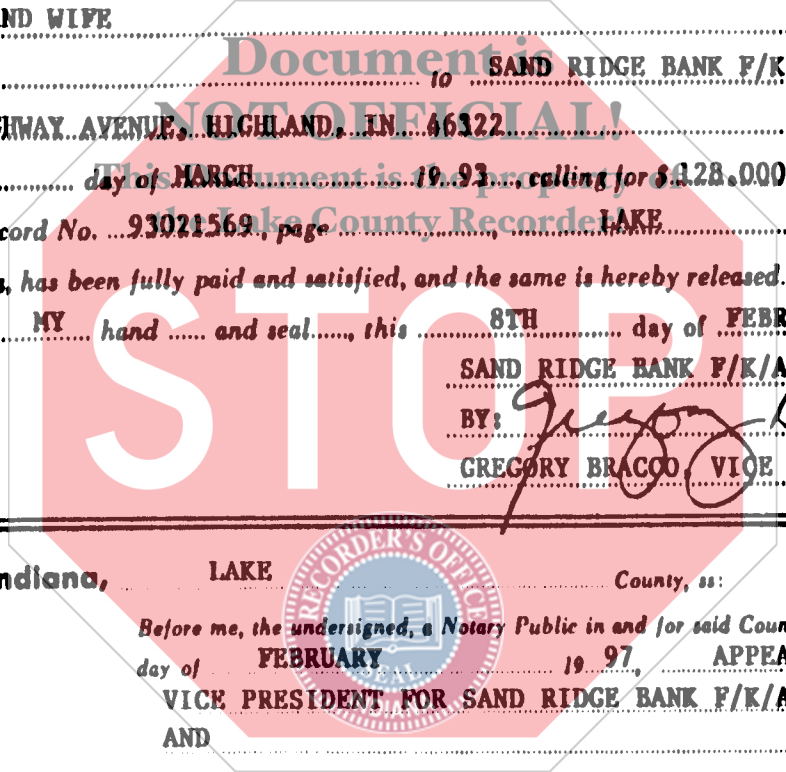 ND WIFE
Document is
to SAND RIDGE BANK F/K
NOT OFFICIAL!
HWAY AVENUE, HIGHLAND, IN 46322
This Document is the property of
day of MARCH 19 93, calling for $ 128,000
the Lake County Recorder!
cord No. 93021569, page , LAKE
, has been fully paid and satisfied, and the same is hereby released.
STOP
MY hand ...... and seal......, this 8TH day of FEBR
SAND RIDGE BANK F/K/A
BY:
GREGORY BRACCO, VICE
ndiana, LAKE County, ss:
RECORDER'S OFFICE
SEAL
INDIANA
Before me, the undersigned, a Notary Public in and for said Coun
day of FEBRUARY 19 97, APPEA
VICE PRESIDENT FOR SAND RIDGE BANK F/K/A
AND